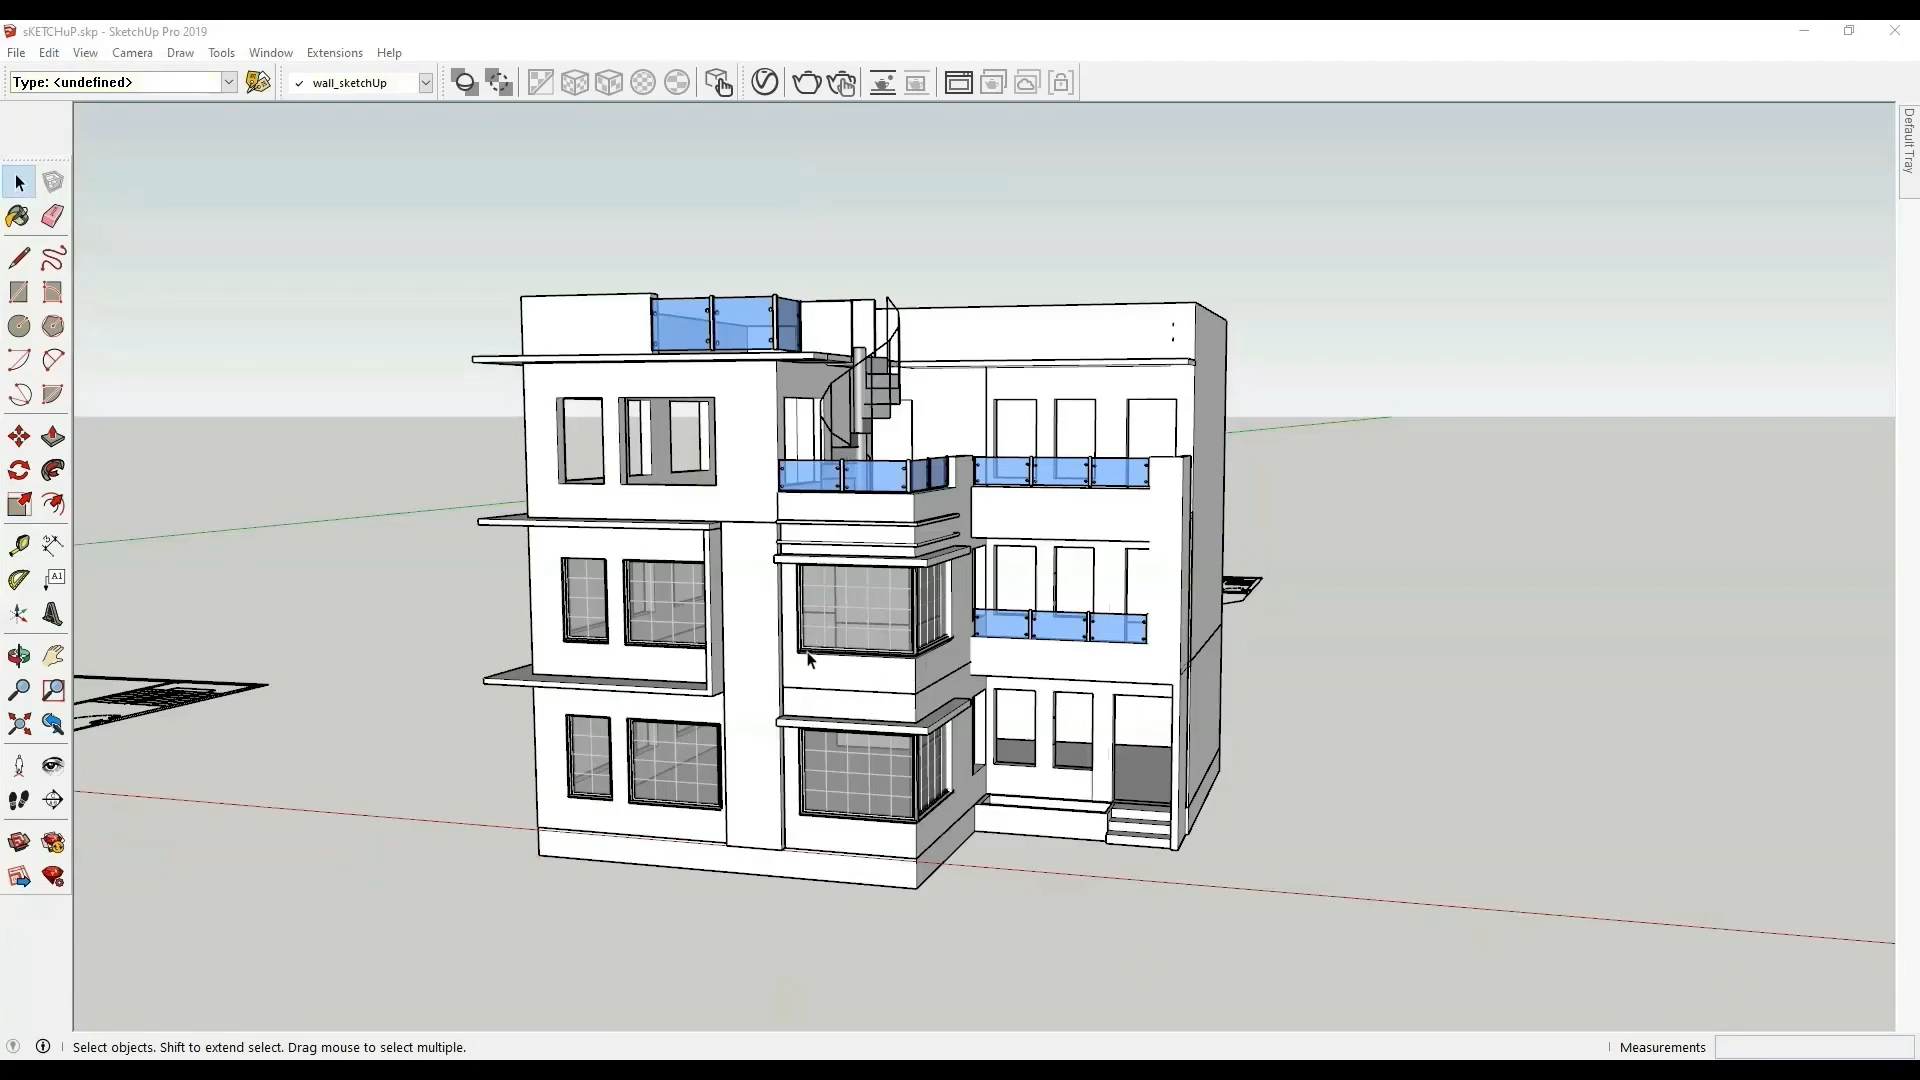 sKETCHuP.skp - SketchUp Pro 2019
File Edit View Camera Draw Tools Window Extensions Help
Type: <undefined>
✓ wall_sketchUp
Default Tray
A1
Select objects. Shift to extend select. Drag mouse to select multiple.
Measurements